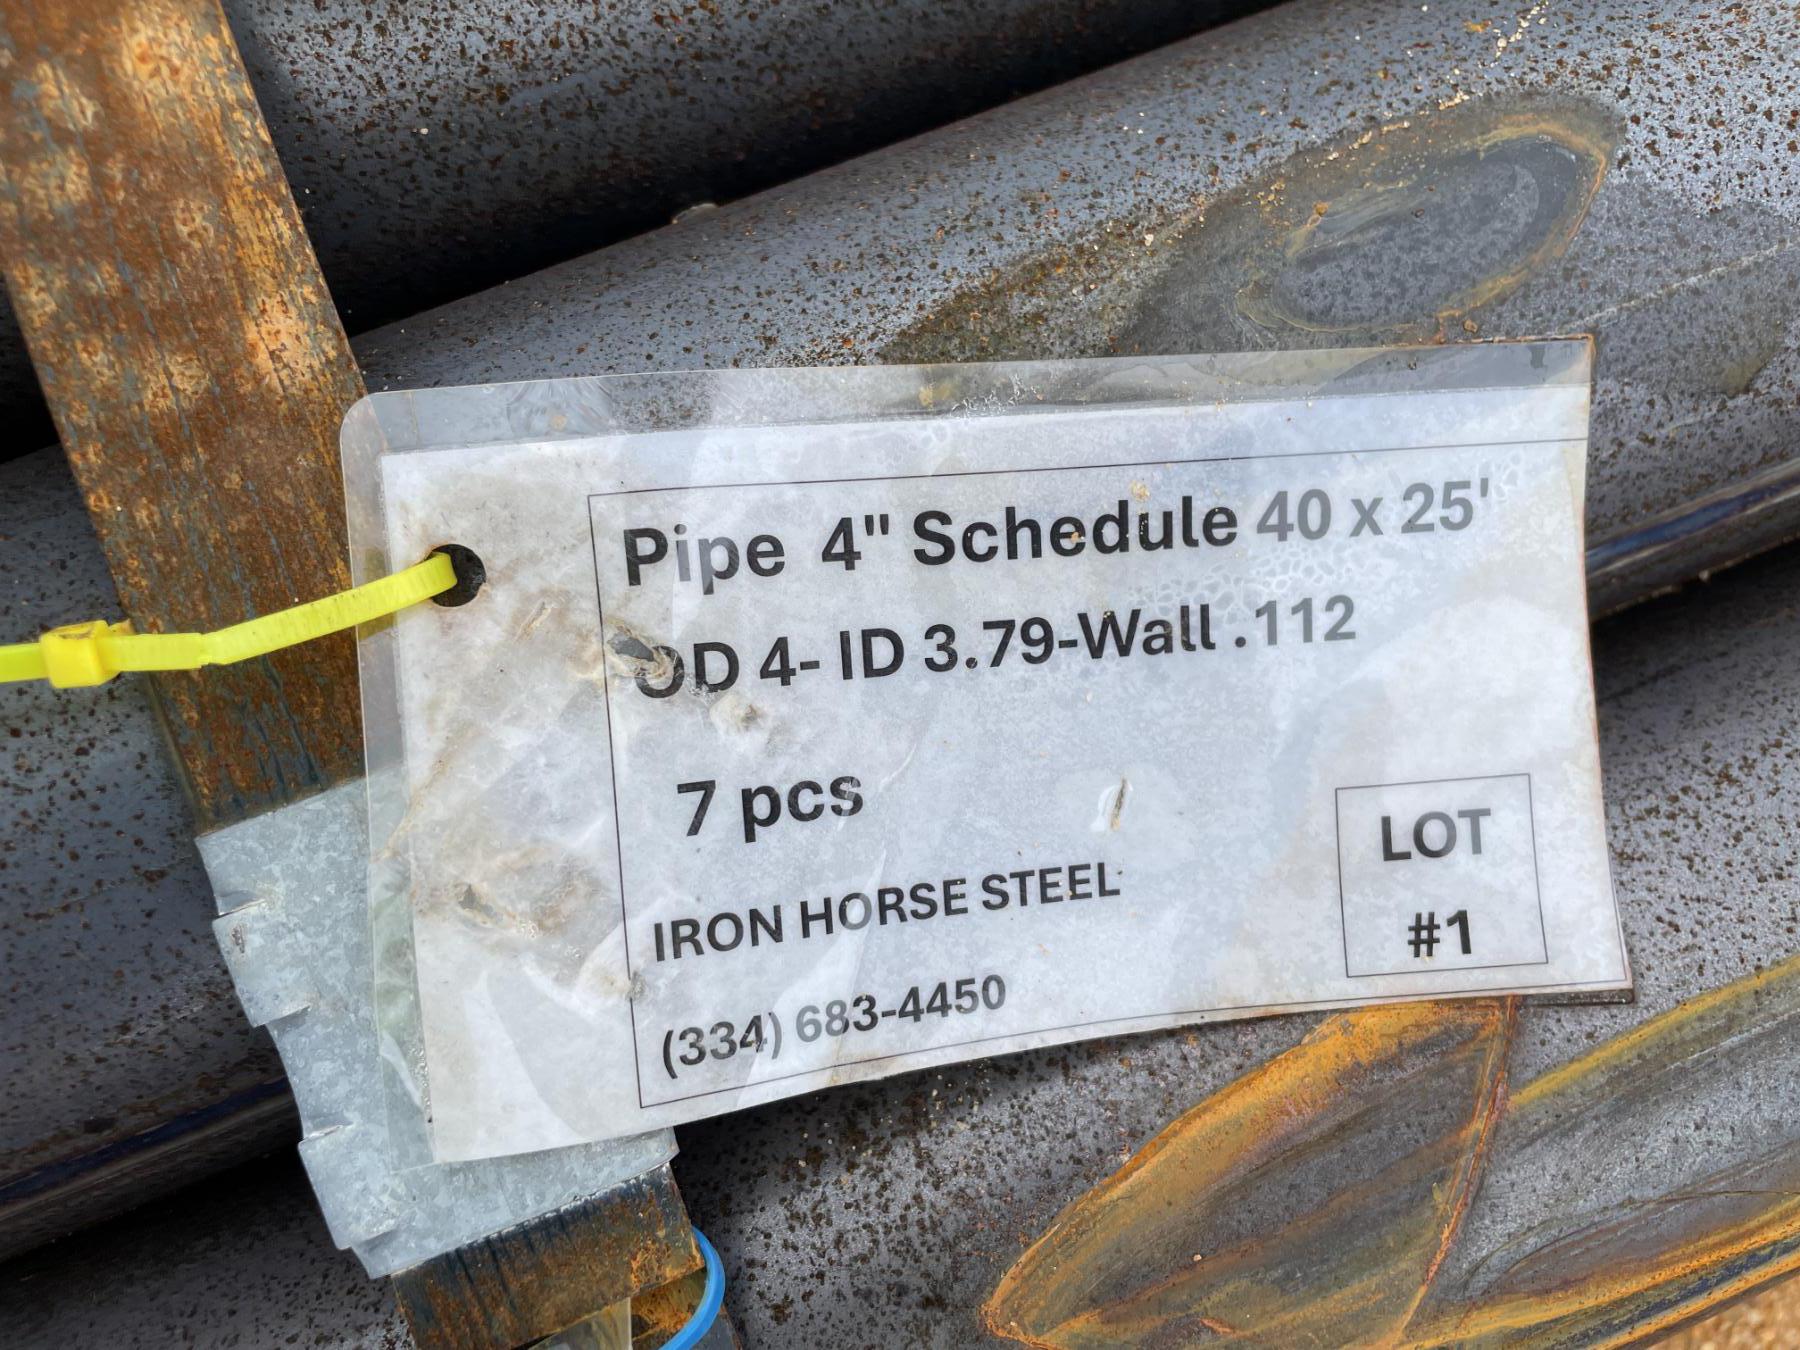 Pipe 4" Schedule 40 x 25'
OD 4- ID 3.79-Wall .112
7 pcs
IRON HORSE STEEL
(334) 683-4450
LOT
#1